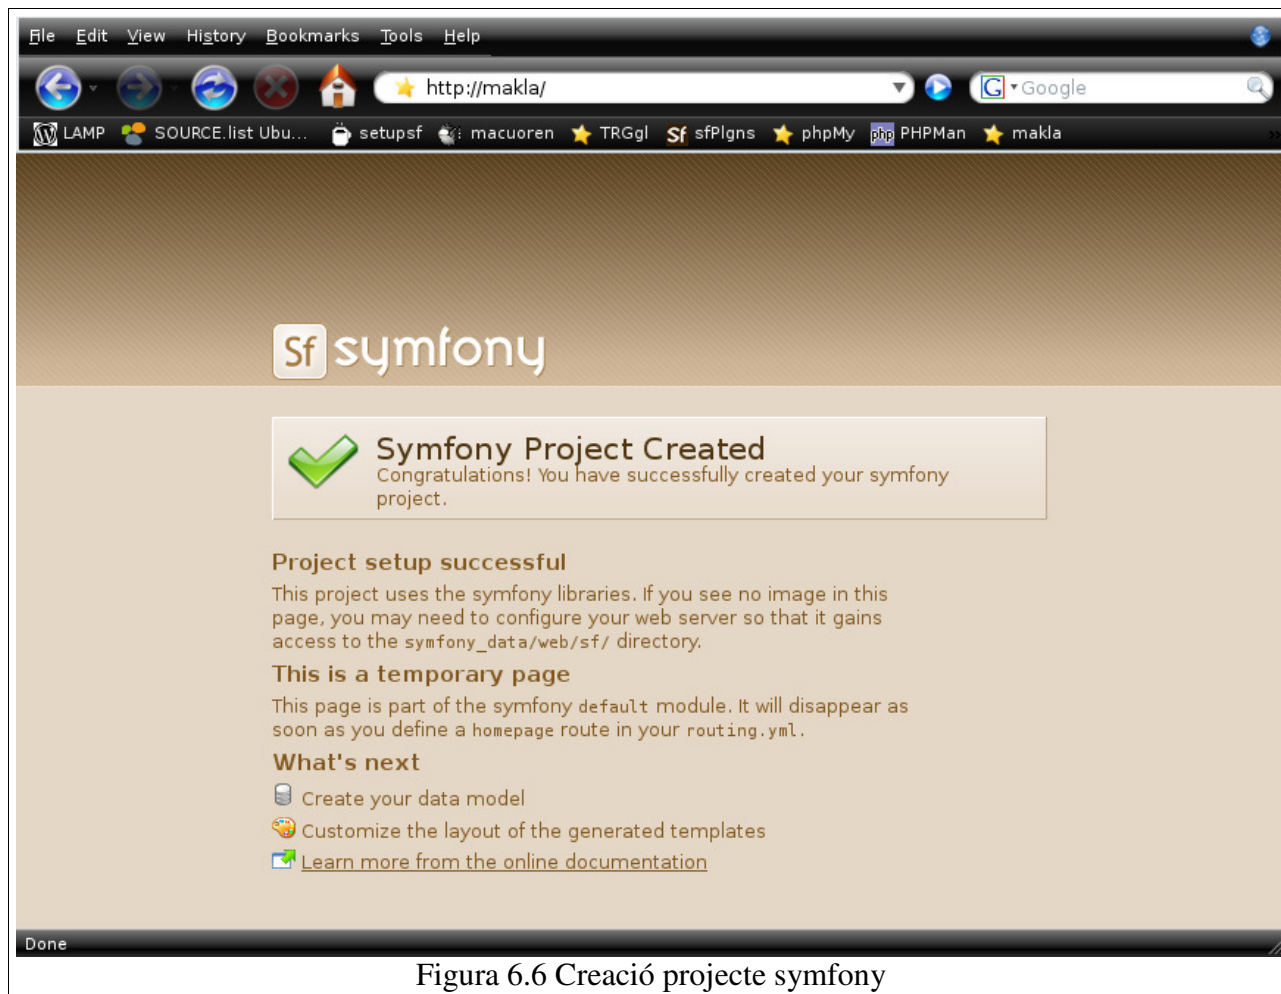 File Edit View History Bookmarks Tools Help
http://makla/ G Google
LAMP SOURCE.list Ubu... setupsf macuoren TRGgl Sf sfPlgns phpMy php PHPMan makla
Sf symfony
Symfony Project Created
Congratulations! You have successfully created your symfony
project.
Project setup successful
This project uses the symfony libraries. If you see no image in this
page, you may need to configure your web server so that it gains
access to the symfony_data/web/sf/ directory.
This is a temporary page
This page is part of the symfony default module. It will disappear as
soon as you define a homepage route in your routing.yml.
What's next
Create your data model
Customize the layout of the generated templates
Learn more from the online documentation
Done
Figura 6.6 Creació projecte symfony